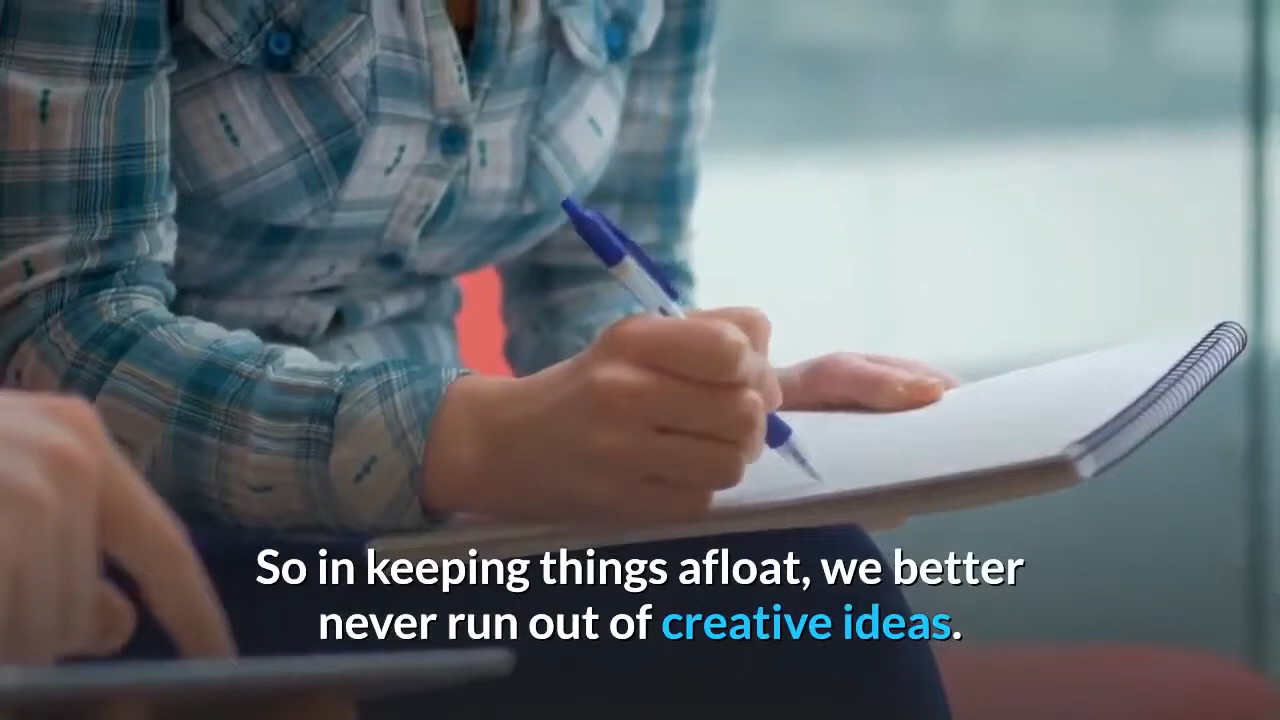 So in keeping things afloat, we better
never run out of creative ideas.